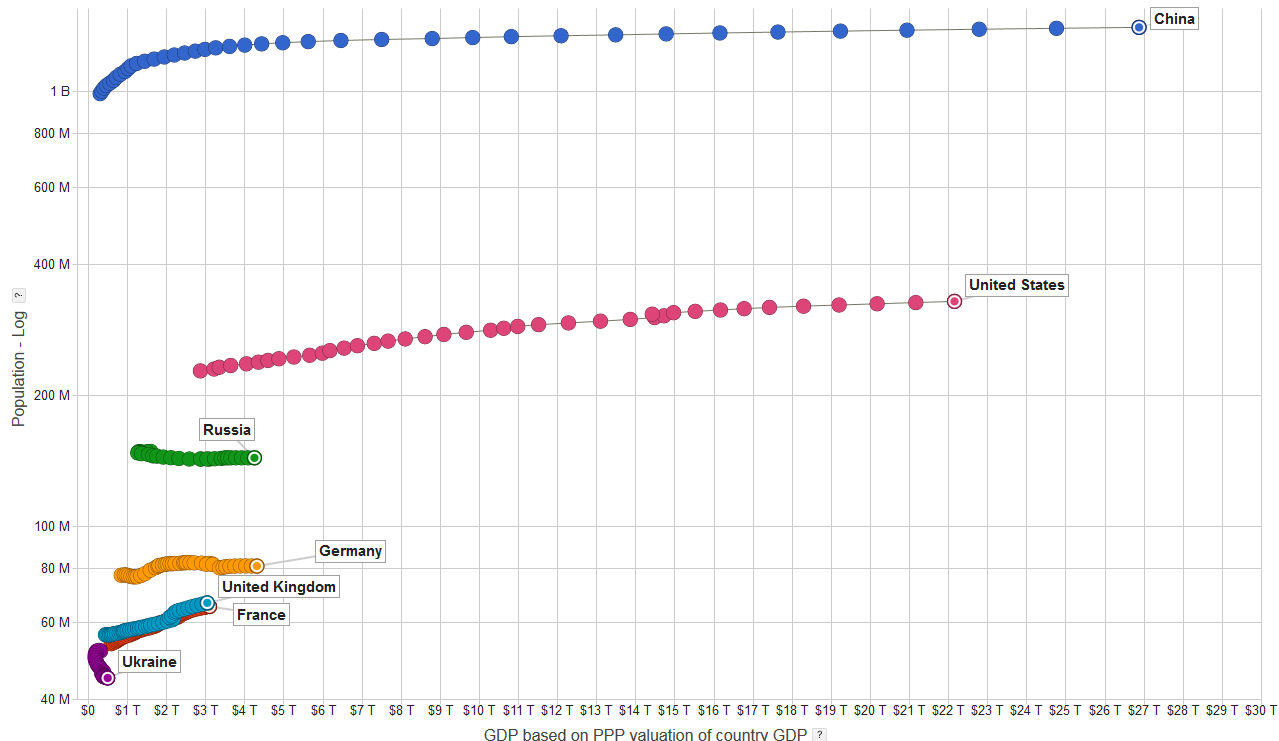 China
1 B
800 M
600 M
400 M
United States
200 M
Russia
100 M
Germany
80 M
United Kingdom
France
60 M
Ukraine
40 M
Population - Log ?
$0 $1 T $2 T $3 T $4 T $5 T $6 T $7 T $8 T $9 T $10 T $11 T $12 T $13 T $14 T $15 T $16 T $17 T $18 T $19 T $20 T $21 T $22 T $23 T $24 T $25 T $26 T $27 T $28 T $29 T $30 T
GDP based on PPP valuation of country GDP ?